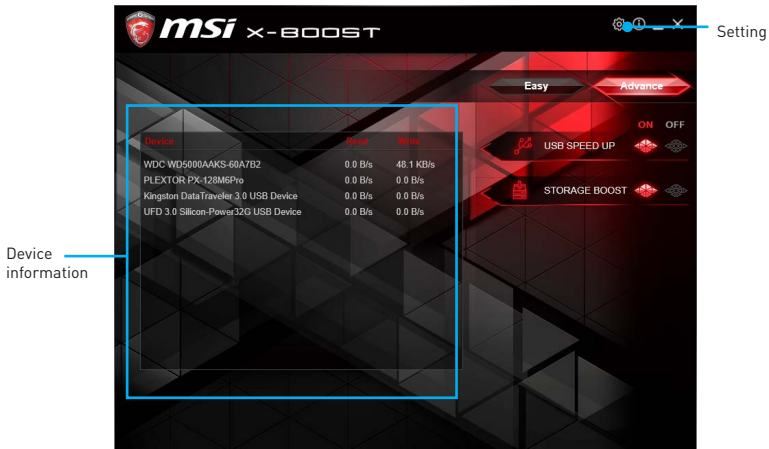 msi X-BOOST
Setting
Easy Advance
ON OFF
USB SPEED UP
STORAGE BOOST
Device Read Write
WDC WD5000AAKS-60A7B2 0.0 B/s 48.1 KB/s
PLEXTOR PX-128M6Pro 0.0 B/s 0.0 B/s
Kingston DataTraveler 3.0 USB Device 0.0 B/s 0.0 B/s
UFD 3.0 Silicon-Power32G USB Device 0.0 B/s 0.0 B/s
Device
information